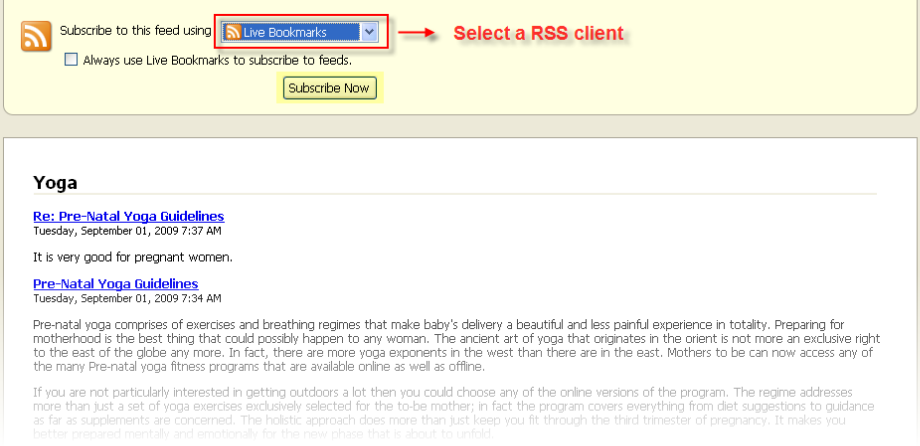 Subscribe to this feed using Live Bookmarks Select a RSS client
Always use Live Bookmarks to subscribe to feeds.
Subscribe Now
Yoga
Re: Pre-Natal Yoga Guidelines
Tuesday, September 01, 2009 7:37 AM
It is very good for pregnant women.
Pre-Natal Yoga Guidelines
Tuesday, September 01, 2009 7:34 AM
Pre-natal yoga comprises of exercises and breathing regimes that make baby's delivery a beautiful and less painful experience in totality. Preparing for
motherhood is the best thing that could possibly happen to any woman. The ancient art of yoga that originates in the orient is not more an exclusive right
to the east of the globe any more. In fact, there are more yoga exponents in the west than there are in the east. Mothers to be can now access any of
the many Pre-natal yoga fitness programs that are available online as well as offline.
If you are not particularly interested in getting outdoors a lot then you could choose any of the online versions of the program. The regime addresses
more than just a set of yoga exercises exclusively selected for the to-be mother; in fact the program covers everything from diet suggestions to guidance
as far as supplements are concerned. The holistic approach does more than just keep you fit through the third trimester of pregnancy. It makes you
better prepared mentally and emotionally for the new phase that is about to unfold.